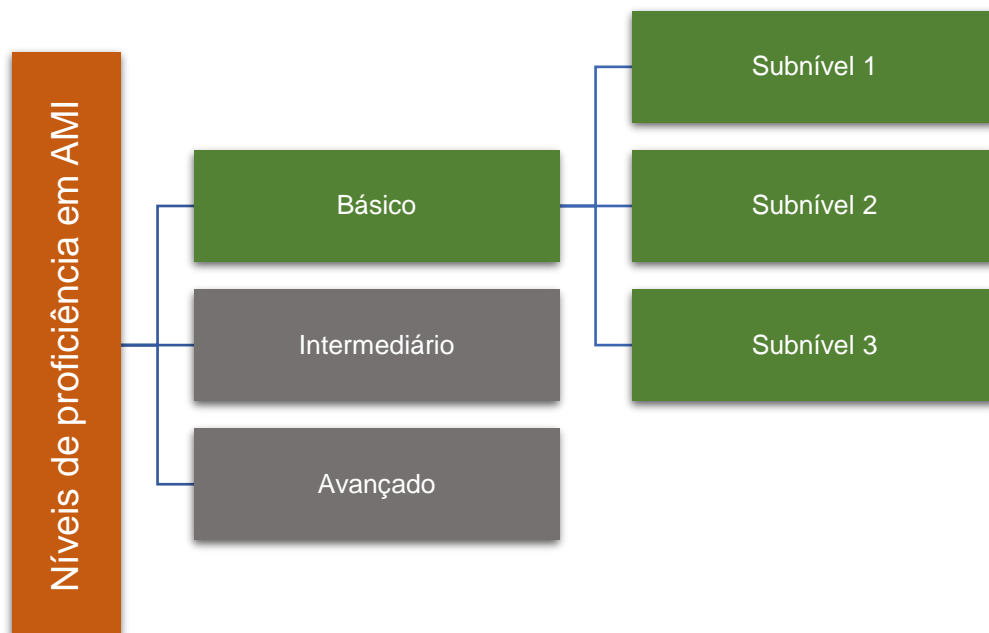 Níveis de proficiência em AMI
Básico
Intermediário
Avançado
Subnível 1
Subnível 2
Subnível 3